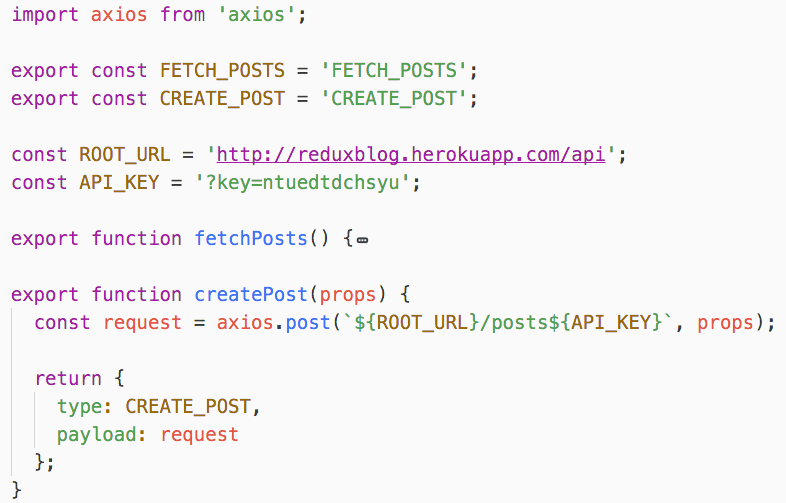 import axios from 'axios';
export const FETCH_POSTS = 'FETCH_POSTS';
export const CREATE_POST = 'CREATE_POST';
const ROOT_URL = 'http://reduxblog.herokuapp.com/api';
const API_KEY = '?key=ntuedtdchsyu';
export function fetchPosts() {
export function createPost(props) {
  const request = axios.post(`${ROOT_URL}/posts${API_KEY}`, props);
  return {
    type: CREATE_POST,
    payload: request
  };
}